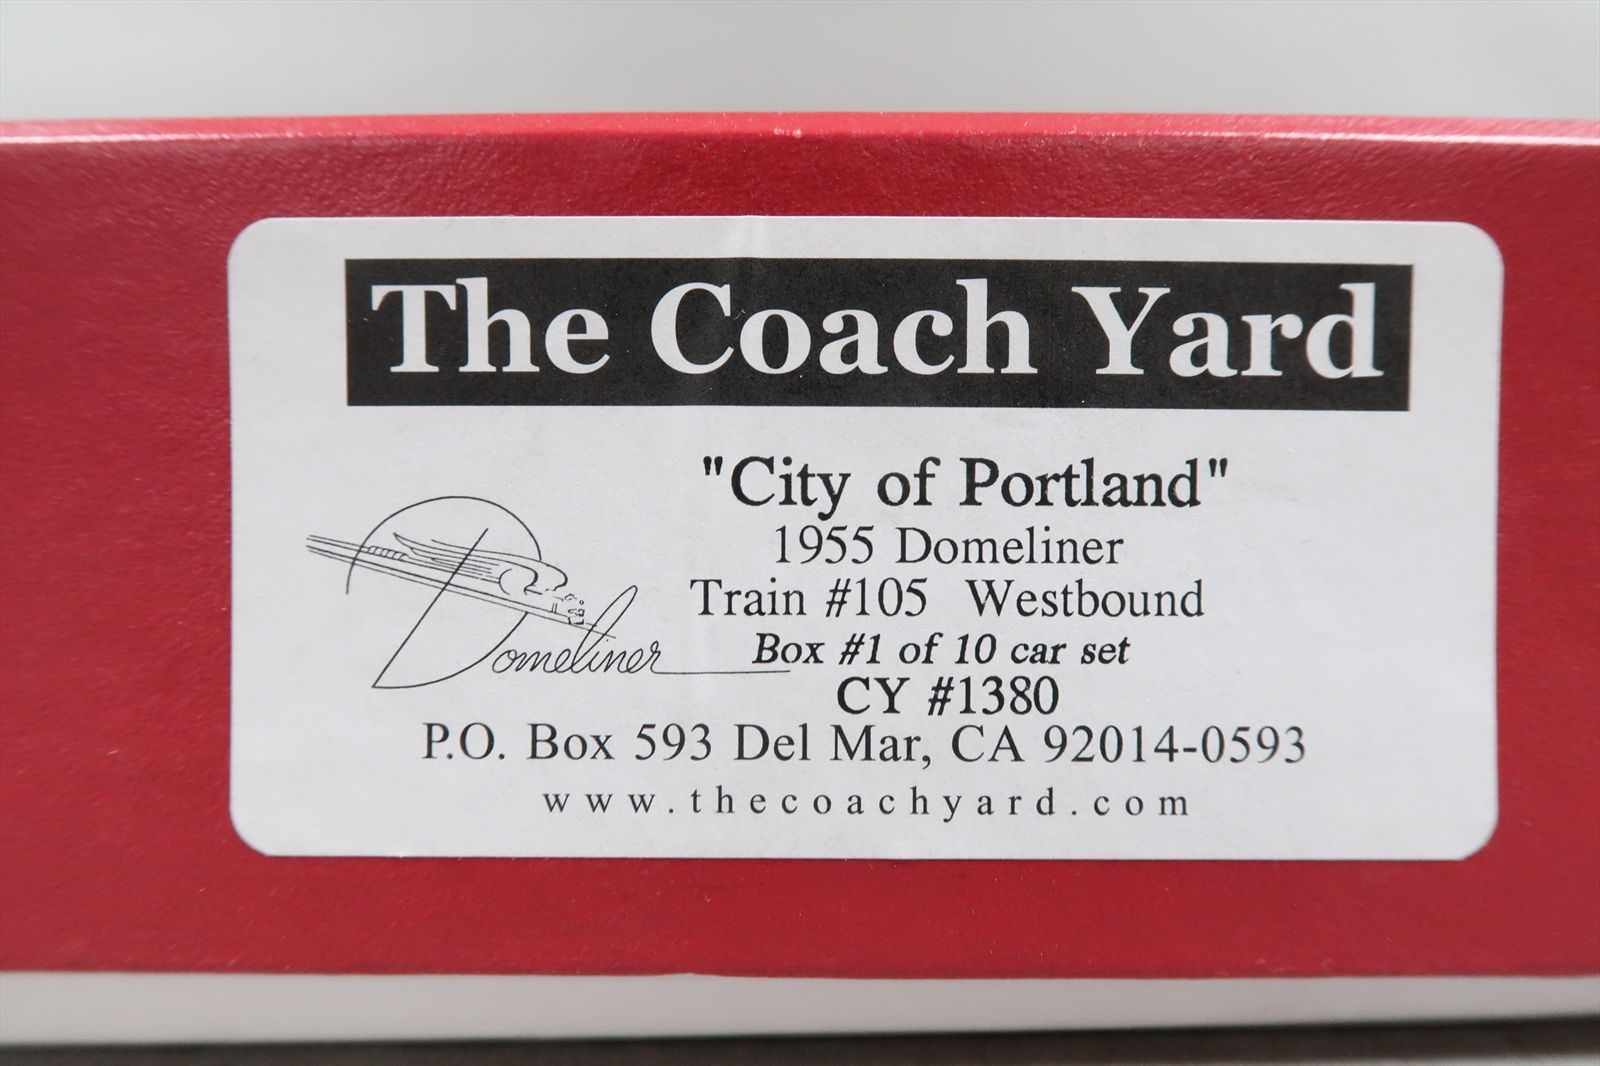 The Coach Yard
"City of Portland"
1955 Domeliner
Train #105 Westbound
Domeliner
Box #1 of 10 car set
CY #1380
P.O. Box 593 Del Mar, CA 92014-0593
www.thecoachyard.com